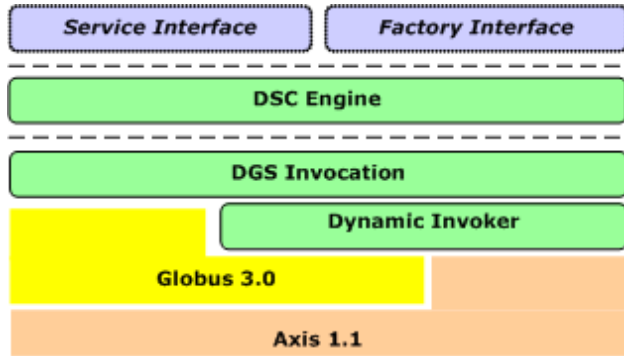 Service Interface
Factory Interface
DSC Engine
DGS Invocation
Dynamic Invoker
Globus 3.0
Axis 1.1